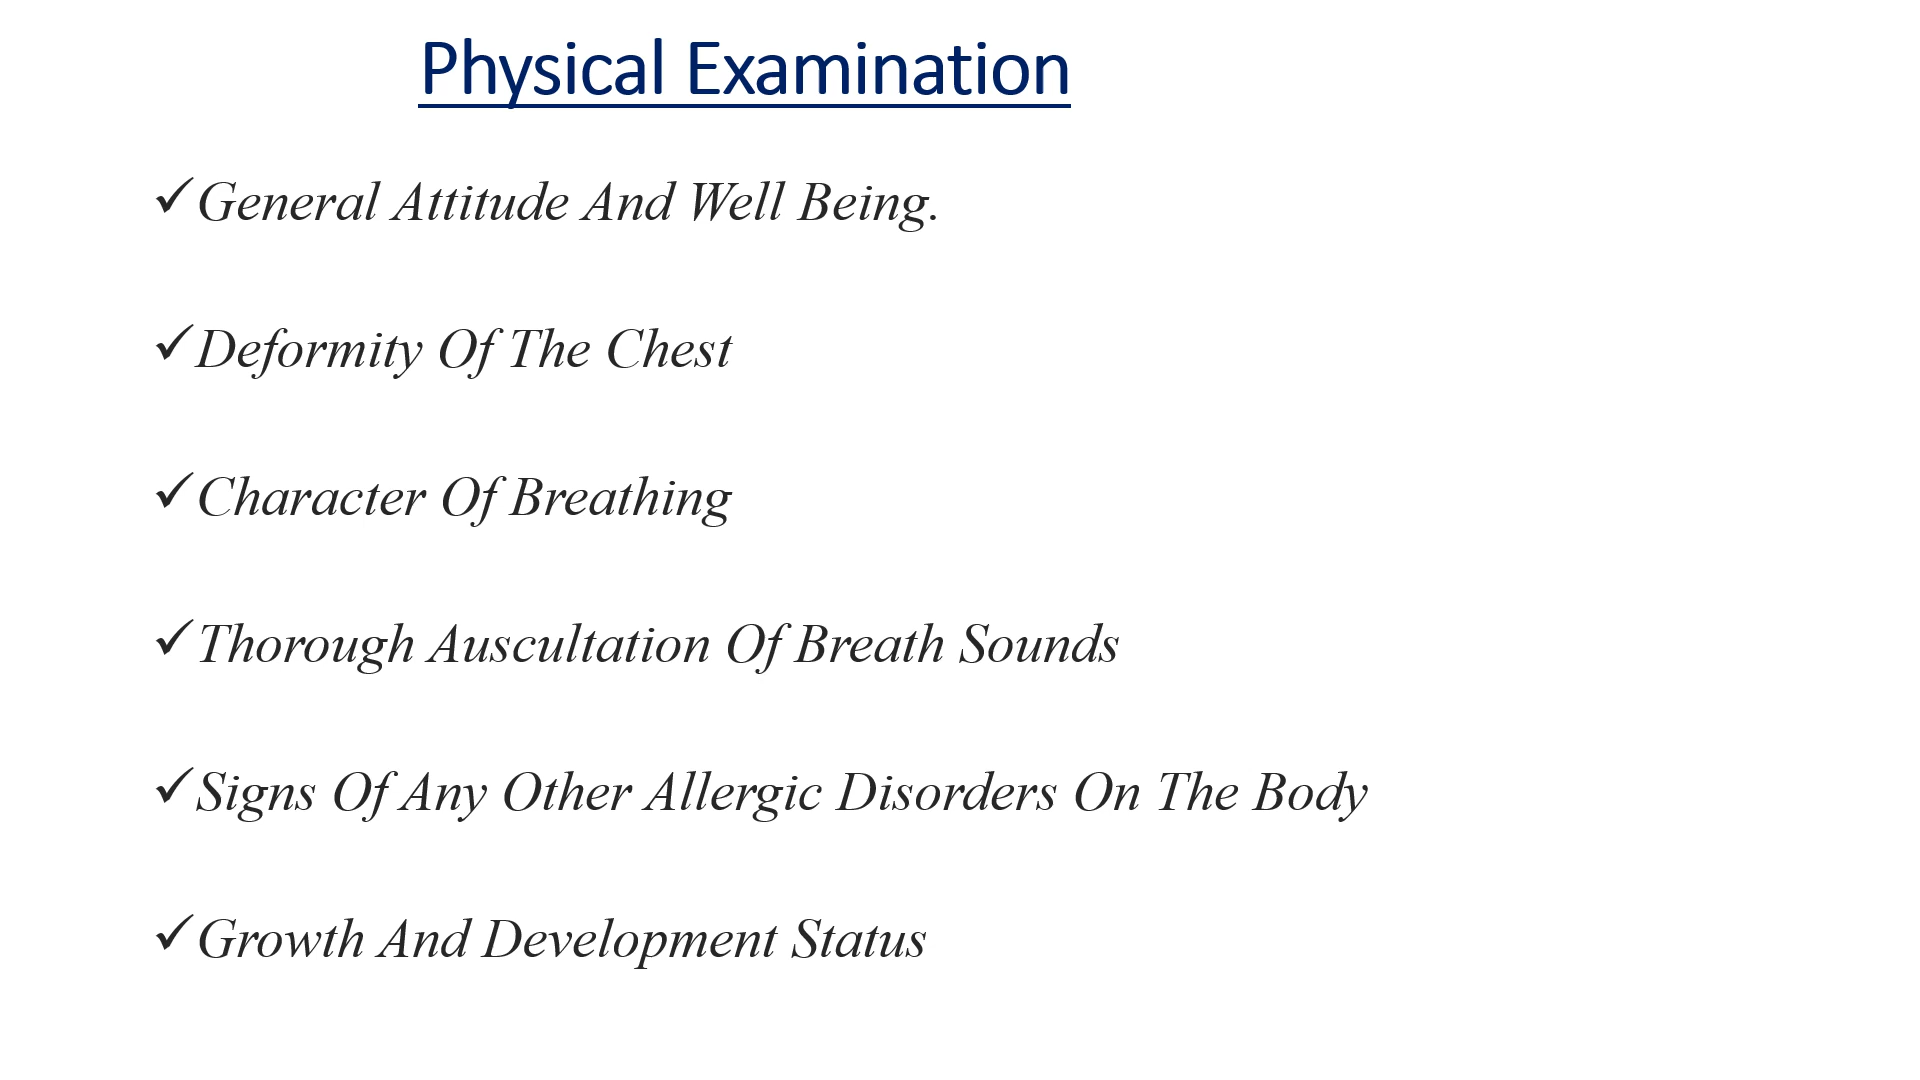 Physical Examination
✓General Attitude And Well Being.
✓Deformity Of The Chest
✓Character Of Breathing
✓Thorough Auscultation Of Breath Sounds
✓Signs Of Any Other Allergic Disorders On The Body
✓Growth And Development Status